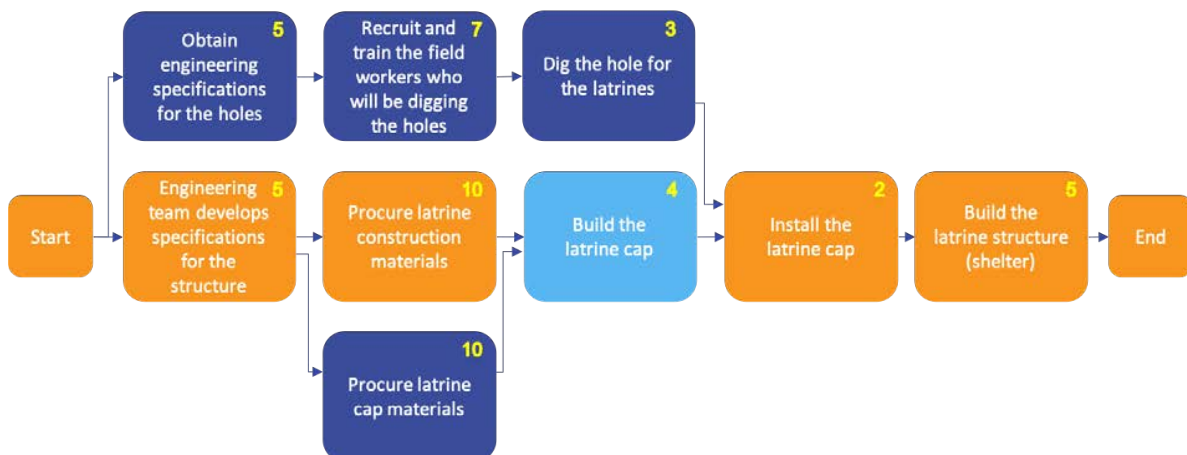 5
Obtain
engineering
specifications
for the holes
7
Recruit and
train the field
workers who
will be digging
the holes
3
Dig the hole for
the latrines
Start
5
Engineering
team develops
specifications
for the
structure
10
Procure latrine
construction
materials
4
Build the
latrine cap
2
Install the
latrine cap
5
Build the
latrine structure
(shelter)
End
10
Procure latrine
cap materials